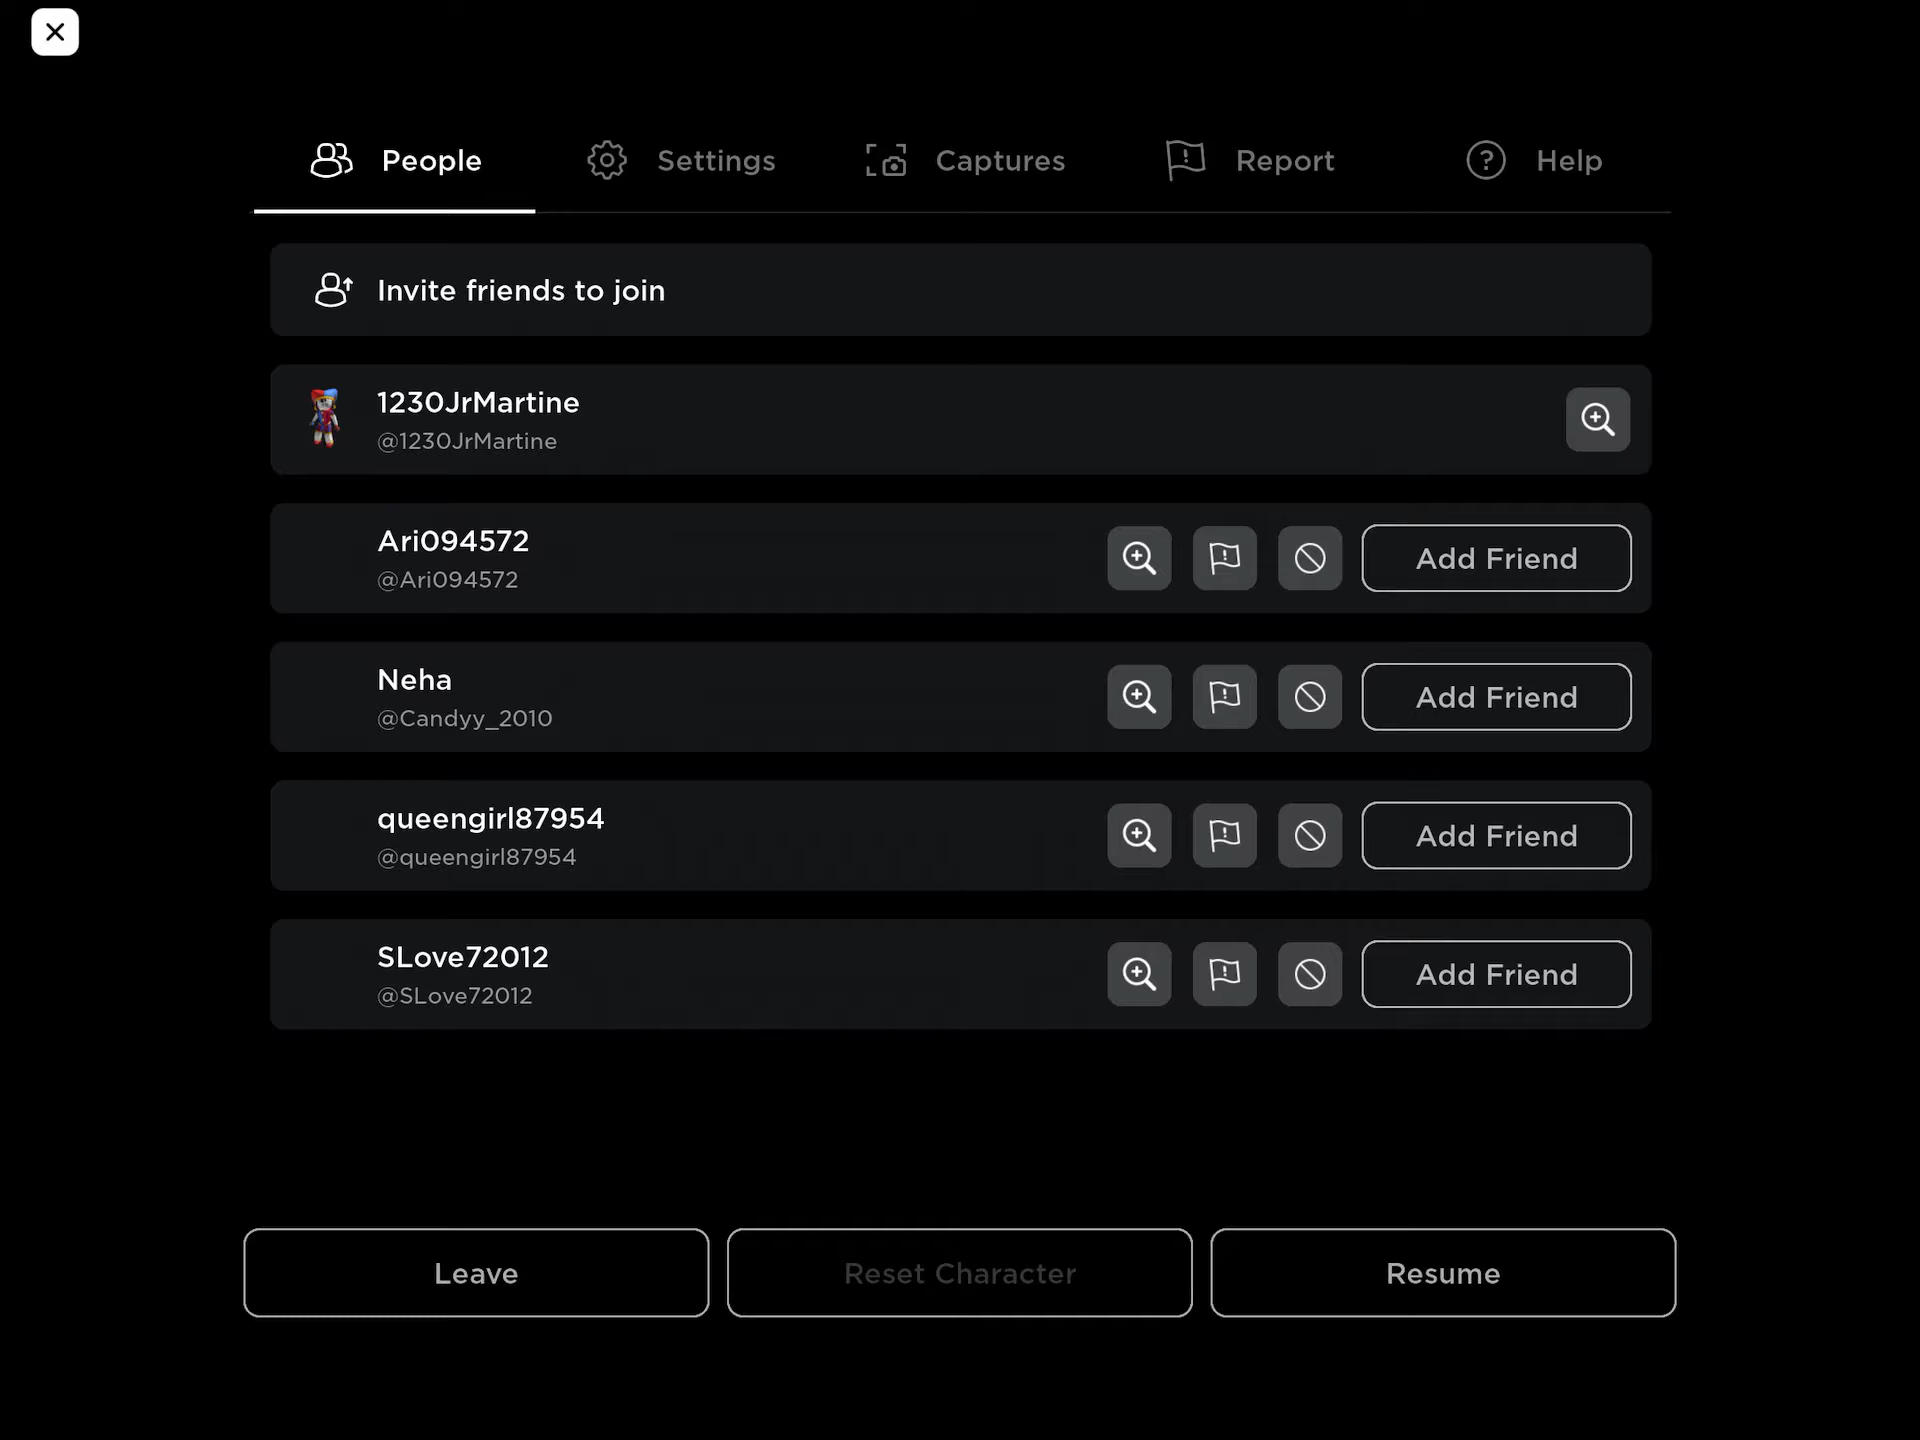 People
Settings
Captures
Report
Help
Invite friends to join
1230JrMartine
@1230JrMartine
Ari094572
@Ari094572
Add Friend
Neha
@Candyy_2010
Add Friend
queengirl87954
@queengirl87954
Add Friend
SLove72012
@SLove72012
Add Friend
Leave
Reset Character
Resume